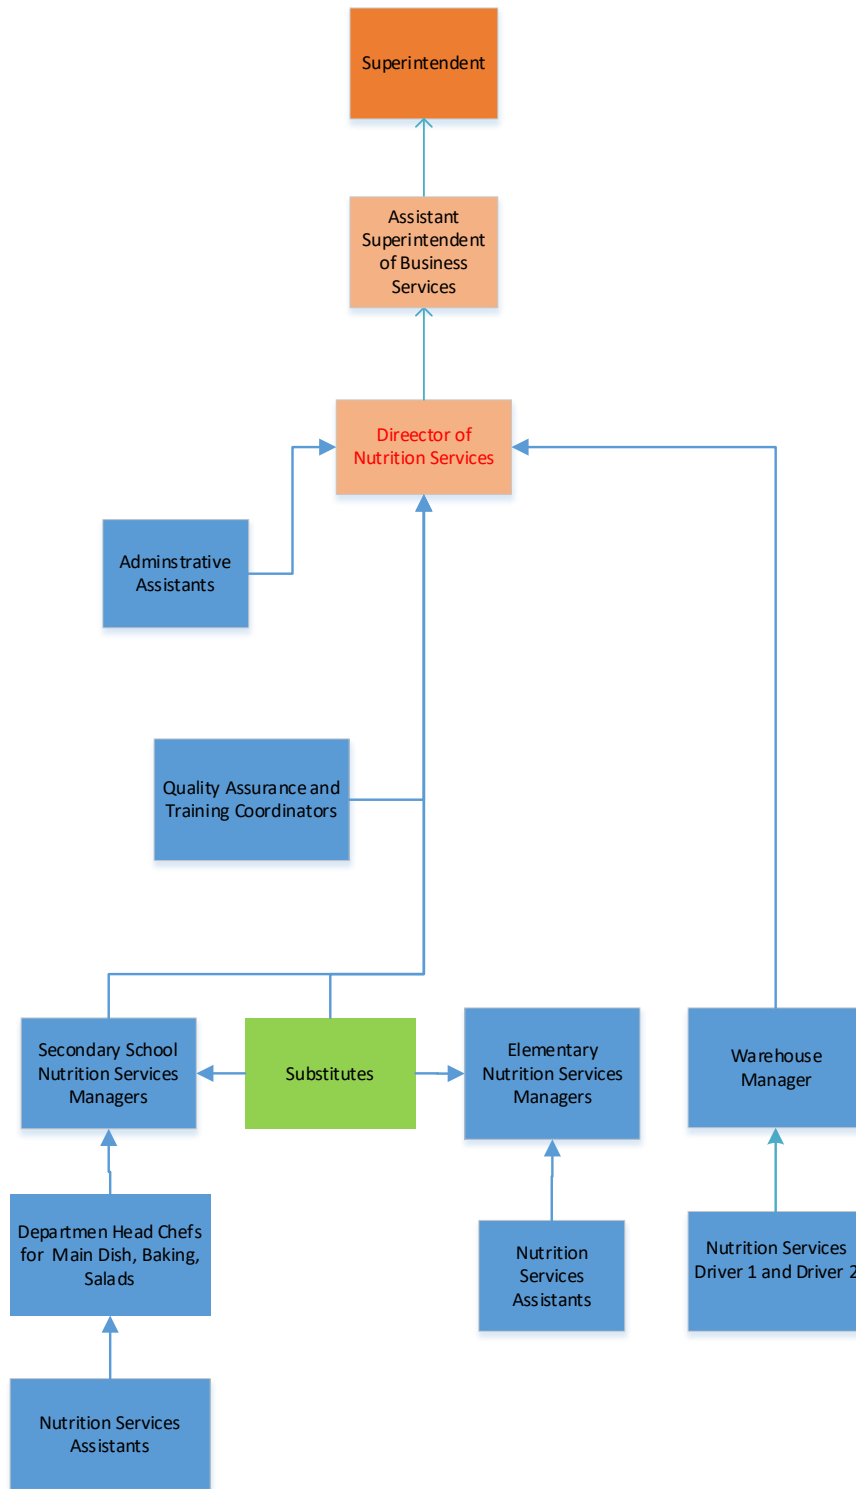 Superintendent
Assistant
Superintendent
of Business
Services
Direector of
Nutrition Services
Adminstrative
Assistants
Quality Assurance and
Training Coordinators
Secondary School
Nutrition Services
Managers
Substitutes
Elementary
Nutrition Services
Managers
Warehouse
Manager
Departmen Head Chefs
for Main Dish, Baking,
Salads
Nutrition
Services
Assistants
Nutrition Services
Driver 1 and Driver 2
Nutrition Services
Assistants